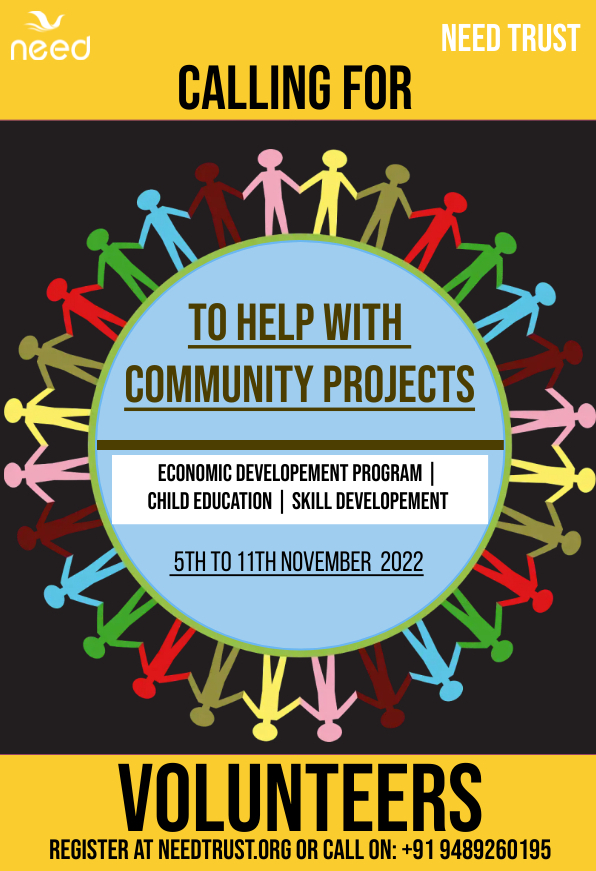 need
NEED TRUST
CALLING FOR
TO HELP WITH
COMMUNITY PROJECTS
ECONOMIC DEVELOPEMENT PROGRAM |
CHILD EDUCATION | SKILL DEVELOPEMENT
5TH TO 11TH NOVEMBER 2022
VOLUNTEERS
REGISTER AT NEEDTRUST.ORG OR CALL ON: +91 9489260195